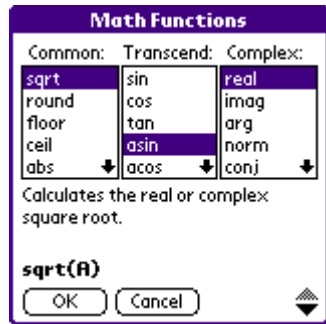 Math Functions
Common: Transcend: Complex:
sqrt sin real
round cos imag
floor tan arg
ceil asin norm
abs acos conj
Calculates the real or complex
square root.
sqrt(A)
OK Cancel